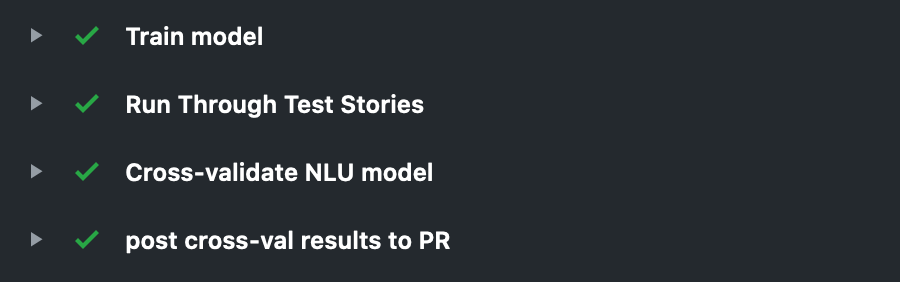 Train model
Run Through Test Stories
Cross-validate NLU model
post cross-val results to PR